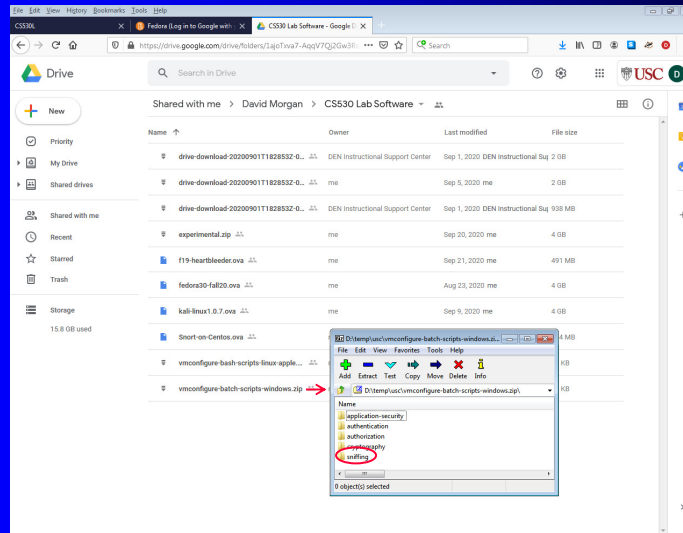 File Edit View History Bookmarks Tools Help
CS530L
Fedora (Log in to Google with
CS530 Lab Software - Google D
https://drive.google.com/drive/folders/
Search
Drive
Search in Drive
USC
D
New
Shared with me > David Morgan > CS530 Lab Software
Name Owner Last modified File size
Priority
My Drive
Shared drives
Shared with me
Recent
Starred
Trash
Storage
15.8 GB used
drive-download-20200901T182853Z-0... DEN Instructional Support Center Sep 1, 2020 DEN Instructional Sup 2 GB
drive-download-20200901T182853Z-0... me Sep 5, 2020 me 2 GB
drive-download-20200901T182853Z-0... DEN Instructional Support Center Sep 1, 2020 DEN Instructional Sup 938 MB
experimental.zip me Sep 20, 2020 me 4 GB
f19-heartbleeder.ova me Sep 21, 2020 me 491 MB
fedora30-fall20.ova me Aug 23, 2020 me 4 GB
kali-linux1.0.7.ova me Sep 9, 2020 me 4 GB
Snort-on-Centos.ova me 4 MB
vmconfigure-bash-scripts-linux-apple... me KB
vmconfigure-batch-scripts-windows.zip KB
D:\temp\usc\vmconfigure-batch-scripts-windows.zi...
File Edit View Favorites Tools Help
Add Extract Test Copy Move Delete Info
D:\temp\usc\vmconfigure-batch-scripts-windows.zip\
Name
application-security
authentication
authorization
cryptography
sniffing
0 object(s) selected